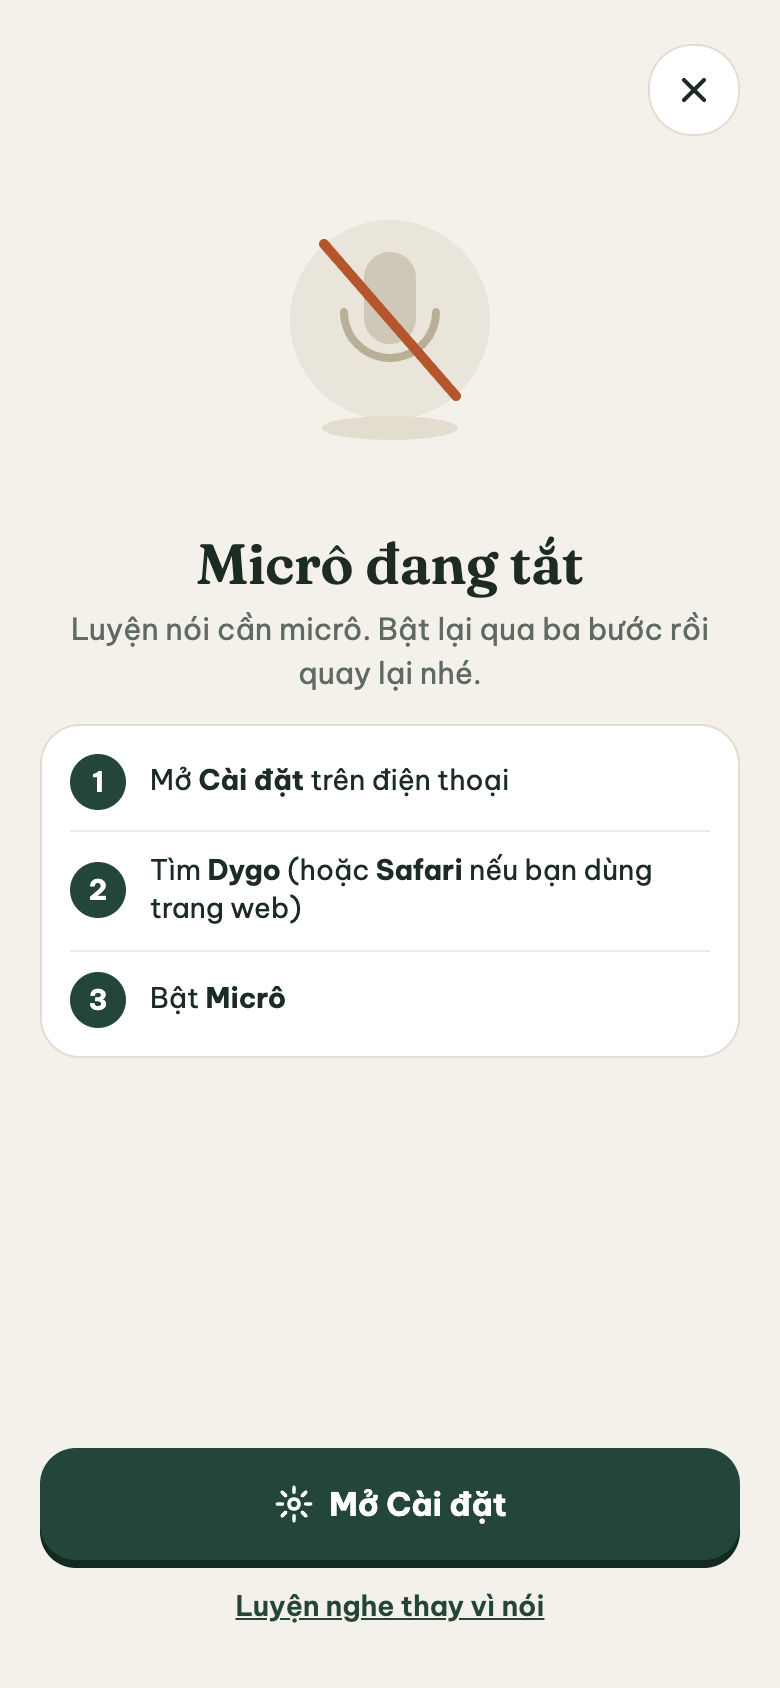 Micrô đang tắt
Luyện nói cần micrô. Bật lại qua ba bước rồi
quay lại nhé.
1 Mở Cài đặt trên điện thoại
2 Tìm Dygo (hoặc Safari nếu bạn dùng
trang web)
3 Bật Micrô
Mở Cài đặt
Luyện nghe thay vì nói